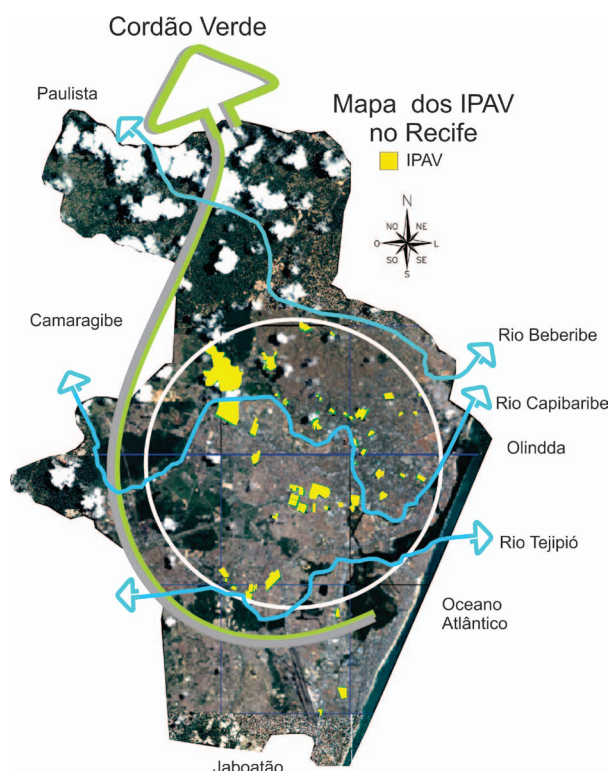 Cordão Verde
Paulista
Mapa dos IPAV
no Recife
IPAV
N
NO NE
O L
SO SE
S
Camaragibe
Rio Beberibe
Rio Capibaribe
Olindda
Rio Tejipió
Oceano
Atlântico
Jaboatão